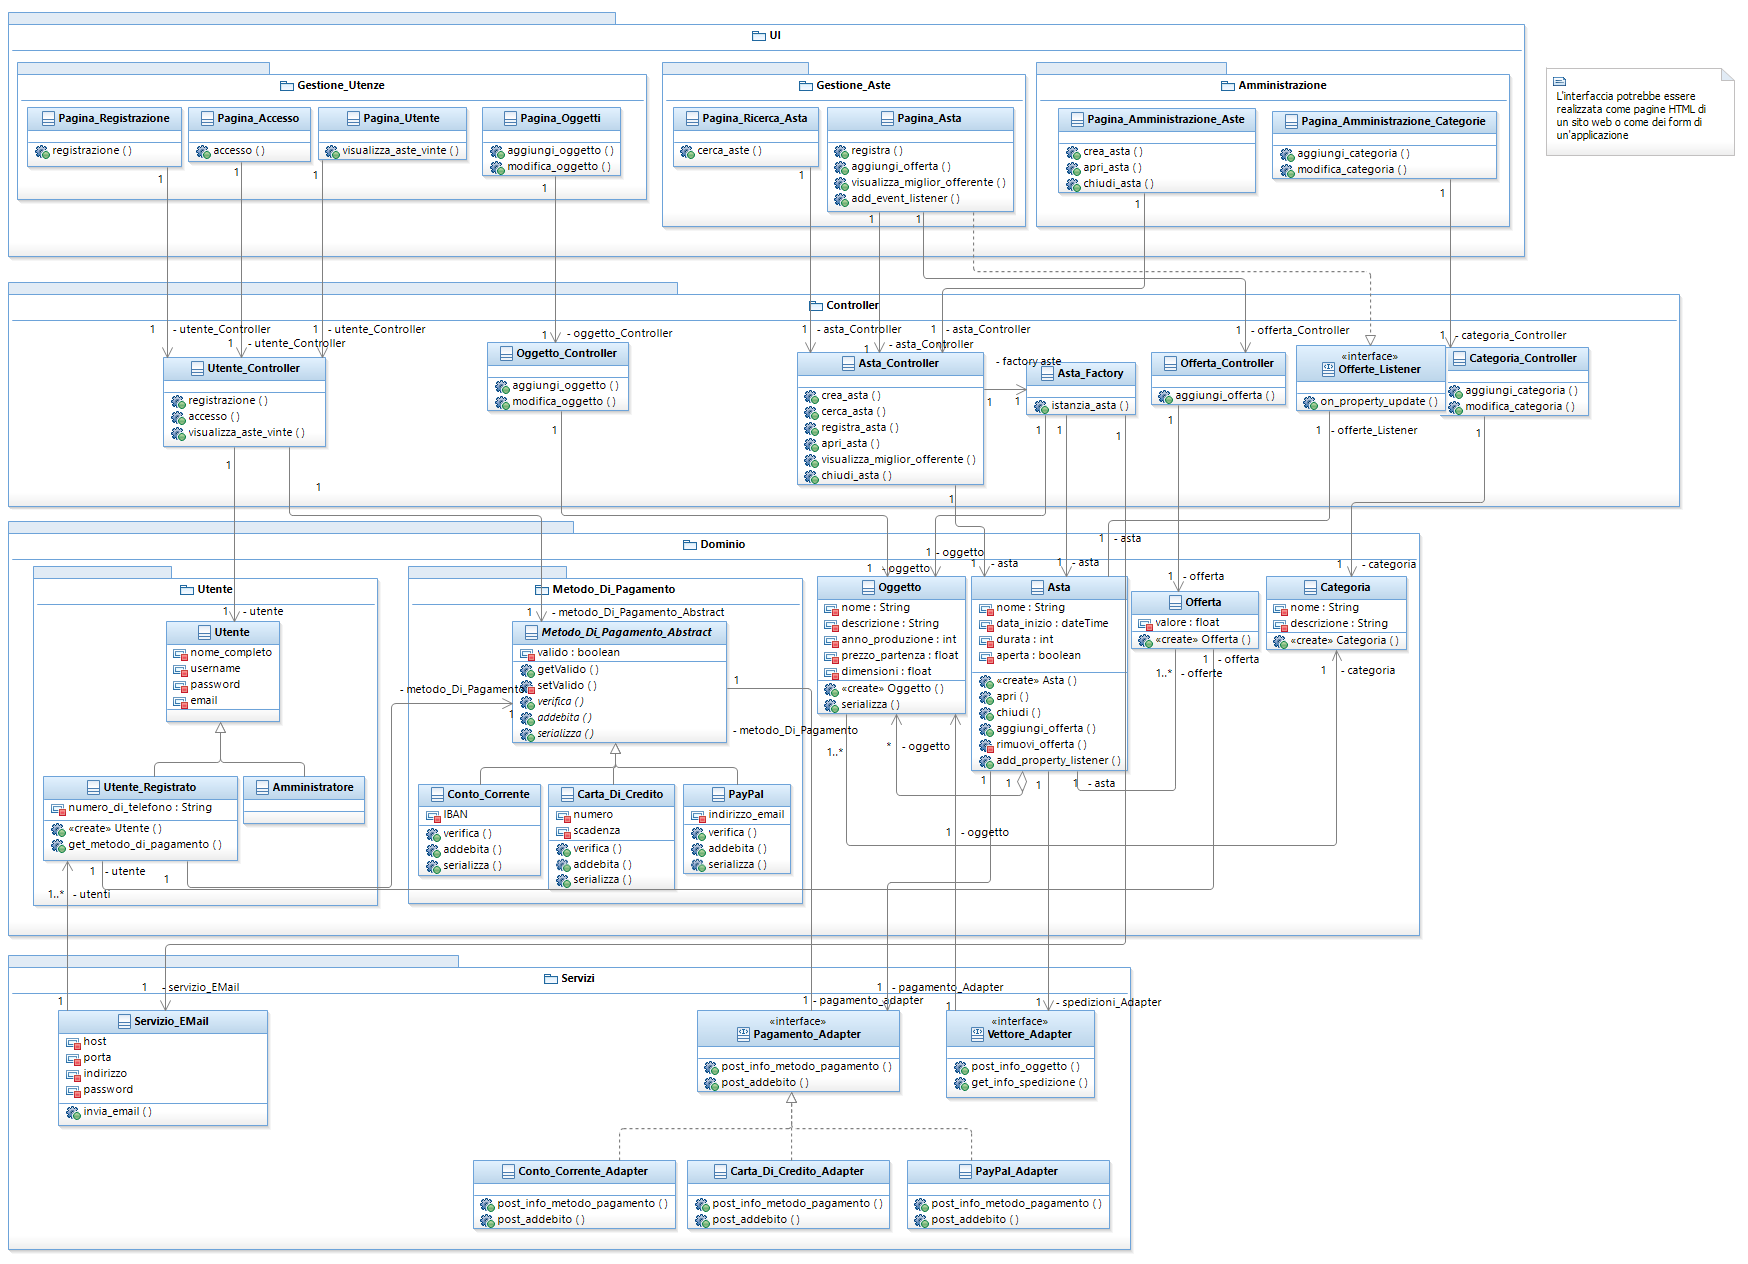 UI
Gestione_Utenze
Pagina_Registrazione
registrazione ( )
Pagina_Accesso
accesso ( )
Pagina_Utente
visualizza_aste_vinte ( )
Pagina_Oggetti
aggiungi_oggetto ( )
modifica_oggetto ( )
Gestione_Aste
Pagina_Ricerca_Asta
cerca_aste ( )
Pagina_Asta
registra ( )
aggiungi_offerta ( )
visualizza_miglior_offerente ( )
add_event_listener ( )
Amministrazione
Pagina_Amministrazione_Aste
crea_asta ( )
apri_asta ( )
chiudi_asta ( )
Pagina_Amministrazione_Categorie
aggiungi_categoria ( )
modifica_categoria ( )
L'interfaccia potrebbe essere
realizzata come pagine HTML di
un sito web o come dei form di
un'applicazione
1
1
1
1
1
1
1
1
1
Controller
1 - utente_Controller
1 - utente_Controller
1 - utente_Controller
1 - oggetto_Controller
1 - asta_Controller
1 - asta_Controller
1 - asta_Controller
1 - offerta_Controller
1 - categoria_Controller
Utente_Controller
registrazione ( )
accesso ( )
visualizza_aste_vinte ( )
Oggetto_Controller
aggiungi_oggetto ( )
modifica_oggetto ( )
Asta_Controller
crea_asta ( )
cerca_asta ( )
registra_asta ( )
apri_asta ( )
visualizza_miglior_offerente ( )
chiudi_asta ( )
- factory aste
1
1
Asta_Factory
istanzia_asta ( )
Offerta_Controller
aggiungi_offerta ( )
«interface»
Offerte_Listener
on_property_update ( )
Categoria_Controller
aggiungi_categoria ( )
modifica_categoria ( )
1
1
1
1
1
1
1
1
1 - offerte_Listener
1
Dominio
1 - utente
1 - metodo_Di_Pagamento_Abstract
1 - oggetto
1 - oggetto
1 - asta
1 - asta
1 - asta
1 - offerta
1 - categoria
Utente
Utente
nome_completo
username
password
email
Utente_Registrato
numero_di_telefono : String
«create» Utente ( )
get_metodo_di_pagamento ( )
Amministratore
1 - utente
1
1..* - utenti
Metodo_Di_Pagamento
Metodo_Di_Pagamento_Abstract
valido : boolean
getValido ( )
setValido ( )
verifica ( )
addebita ( )
serializza ( )
- metodo_Di_Pagamento
1
1
- metodo_Di_Pagamento
Conto_Corrente
IBAN
verifica ( )
addebita ( )
serializza ( )
Carta_Di_Credito
numero
scadenza
verifica ( )
addebita ( )
serializza ( )
PayPal
indirizzo_email
verifica ( )
addebita ( )
serializza ( )
Oggetto
nome : String
descrizione : String
anno_produzione : int
prezzo_partenza : float
dimensioni : float
«create» Oggetto ( )
serializza ( )
1..*
* - oggetto
1 - oggetto
Asta
nome : String
data_inizio : dateTime
durata : int
aperta : boolean
«create» Asta ( )
apri ( )
chiudi ( )
aggiungi_offerta ( )
rimuovi_offerta ( )
add_property_listener ( )
1
1
1
1 - asta
Offerta
valore : float
«create» Offerta ( )
1 - offerta
1..* - offerte
Categoria
nome : String
descrizione : String
«create» Categoria ( )
1 - categoria
Servizi
1 - servizio_EMail
1
1 - pagamento_adapter
1 - pagamento_Adapter
1
1 - spedizioni_Adapter
Servizio_EMail
host
porta
indirizzo
password
invia_email ( )
«interface»
Pagamento_Adapter
post_info_metodo_pagamento ( )
post_addebito ( )
«interface»
Vettore_Adapter
post_info_oggetto ( )
get_info_spedizione ( )
Conto_Corrente_Adapter
post_info_metodo_pagamento ( )
post_addebito ( )
Carta_Di_Credito_Adapter
post_info_metodo_pagamento ( )
post_addebito ( )
PayPal_Adapter
post_info_metodo_pagamento ( )
post_addebito ( )